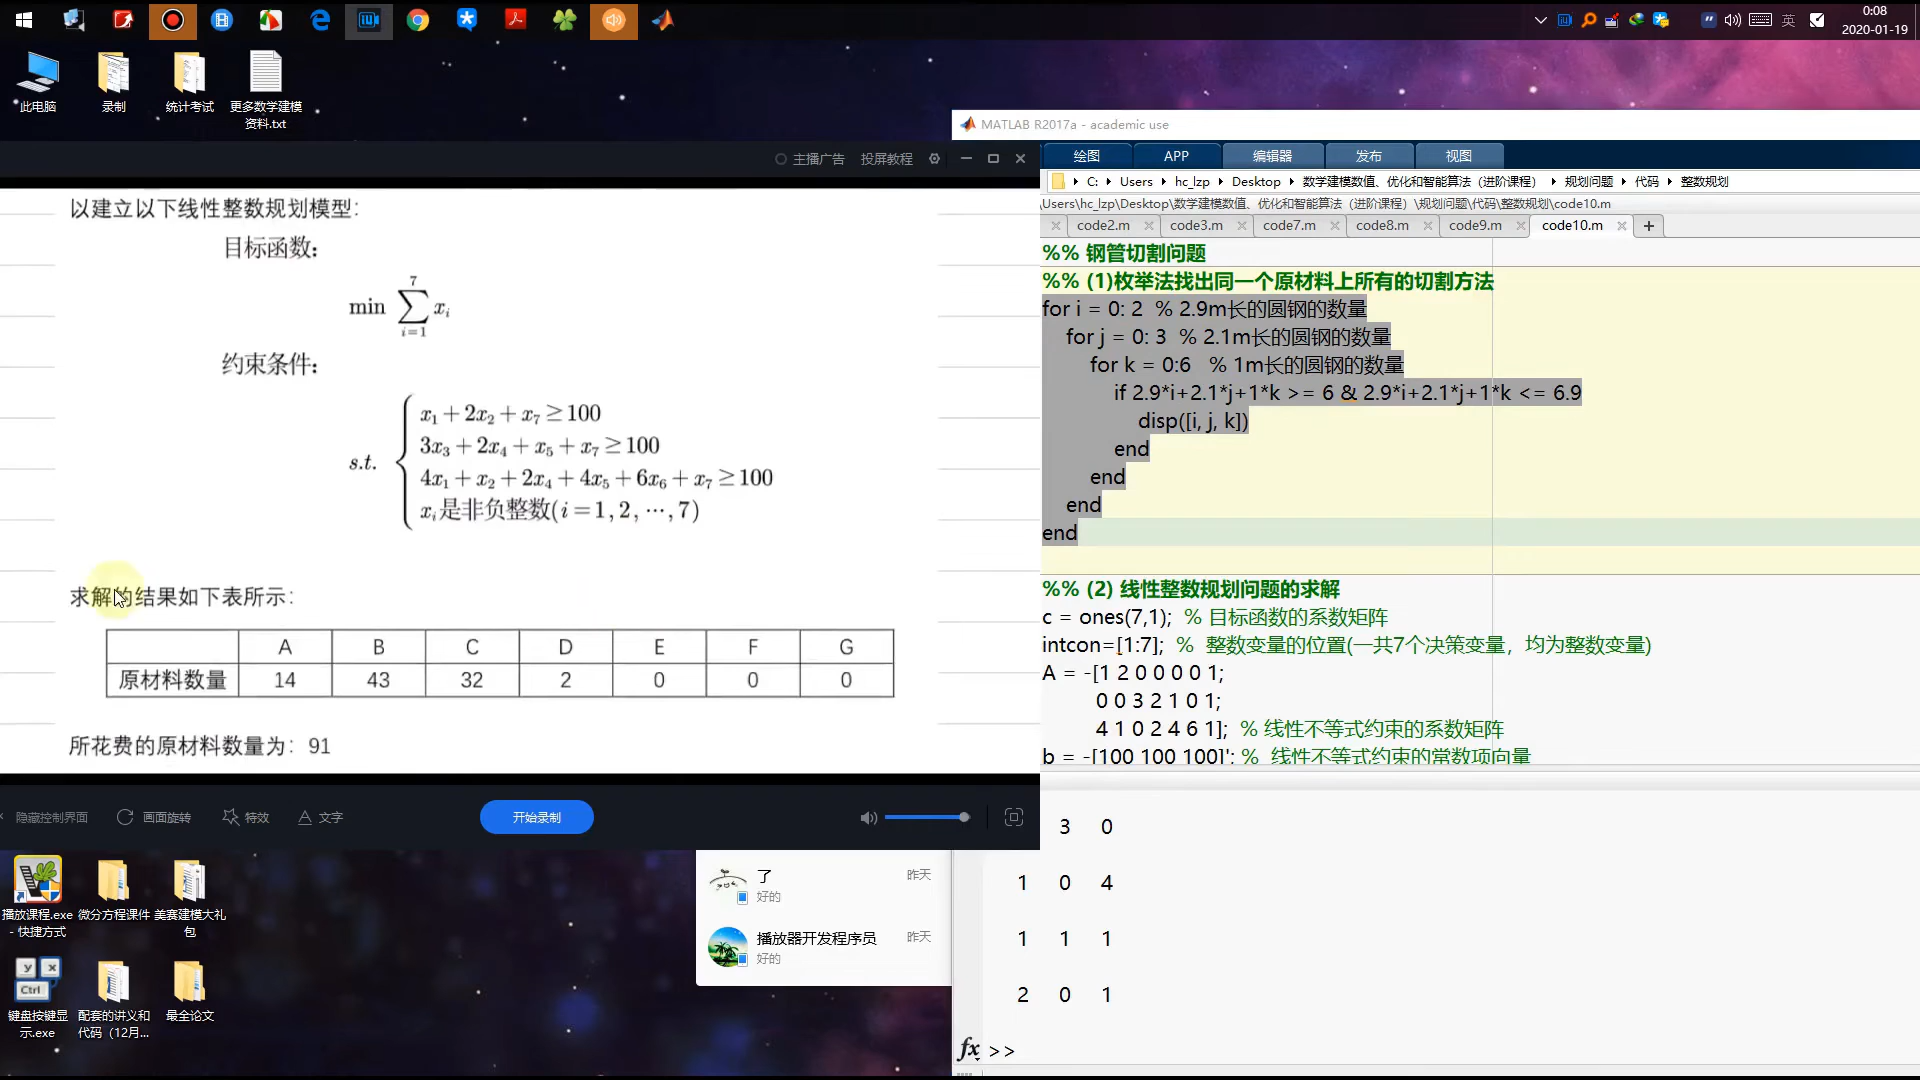 0:08
2020-01-19
英
此电脑
录制
统计考试
更多数学建模
资料.txt
主播广告 投屏教程
以建立以下线性整数规划模型：
目标函数：
min ∑_{i=1}^{7} x_i
约束条件：
s.t.
x₁ + 2x₂ + x₇ ≥ 100
3x₃ + 2x₄ + x₅ + x₇ ≥ 100
4x₁ + x₂ + 2x₄ + 4x₅ + 6x₆ + x₇ ≥ 100
x_i是非负整数(i = 1, 2, ⋯, 7)
求解的结果如下表所示：
A B C D E F G
原材料数量 14 43 32 2 0 0 0
所花费的原材料数量为：91
隐藏控制界面 画面旋转 特效 文字 开始录制
MATLAB R2017a - academic use
绘图 APP 编辑器 发布 视图
C: Users hc_lzp Desktop 数学建模数值、优化和智能算法（进阶课程） 规划问题 代码 整数规划
\Users\hc_lzp\Desktop\数学建模数值、优化和智能算法（进阶课程）\规划问题\代码\整数规划\code10.m
code2.m code3.m code7.m code8.m code9.m code10.m
%% 钢管切割问题
%% (1)枚举法找出同一个原材料上所有的切割方法
for i = 0: 2 % 2.9m长的圆钢的数量
for j = 0: 3 % 2.1m长的圆钢的数量
for k = 0:6 % 1m长的圆钢的数量
if 2.9*i+2.1*j+1*k >= 6 & 2.9*i+2.1*j+1*k <= 6.9
disp([i, j, k])
end
end
end
end
%% (2) 线性整数规划问题的求解
c = ones(7,1); % 目标函数的系数矩阵
intcon=[1:7]; % 整数变量的位置(一共7个决策变量，均为整数变量)
A = -[1 2 0 0 0 0 1;
0 0 3 2 1 0 1;
4 1 0 2 4 6 1]; % 线性不等式约束的系数矩阵
b = -[100 100 100]'; % 线性不等式约束的常数项向量
3 0
1 0 4
1 1 1
2 0 1
fx >>
了 昨天
好的
播放器开发程序员 昨天
好的
播放课程.exe
- 快捷方式
微分方程课件
美赛建模大礼
包
y x
Ctrl
键盘按键显
示.exe
配套的讲义和
代码（12月...
最全论文